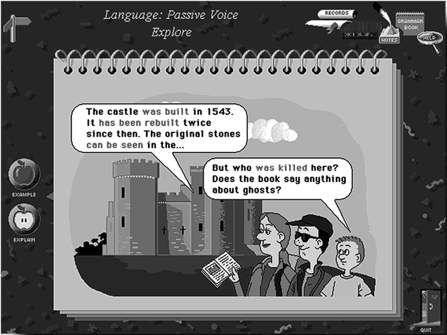 Language: Passive Voice
Explore
RECORDS
NOTES
GRAMMAR
BOOK
HELP
The castle was built in 1543.
It has been rebuilt twice
since then. The original stones
can be seen in the...
But who was killed here?
Does the book say anything
about ghosts?
EXAMPLE
EXPLAIN
QUIT